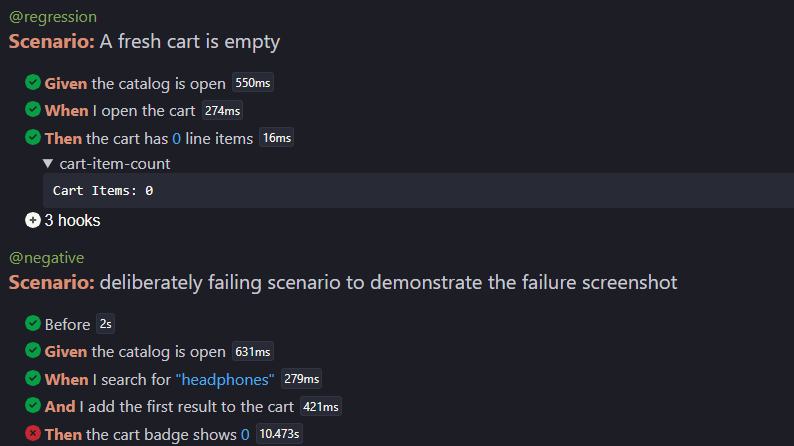 @regression
Scenario: A fresh cart is empty
Given the catalog is open 550ms
When I open the cart 274ms
Then the cart has 0 line items 16ms
cart-item-count
Cart Items: 0
3 hooks
@negative
Scenario: deliberately failing scenario to demonstrate the failure screenshot
Before 2s
Given the catalog is open 631ms
When I search for "headphones" 279ms
And I add the first result to the cart 421ms
Then the cart badge shows 0 10.473s